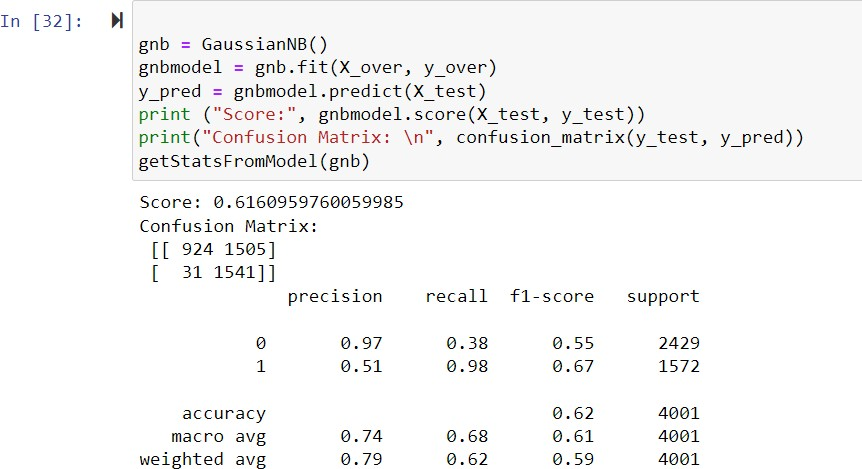 In [32]:
gnb = GaussianNB()
gnbmodel = gnb.fit(X_over, y_over)
y_pred = gnbmodel.predict(X_test)
print ("Score:", gnbmodel.score(X_test, y_test))
print("Confusion Matrix: \n", confusion_matrix(y_test, y_pred))
getStatsFromModel(gnb)
Score: 0.6160959760059985
Confusion Matrix:
[[ 924 1505]
[ 31 1541]]
precision recall f1-score support
0 0.97 0.38 0.55 2429
1 0.51 0.98 0.67 1572
accuracy 0.62 4001
macro avg 0.74 0.68 0.61 4001
weighted avg 0.79 0.62 0.59 4001